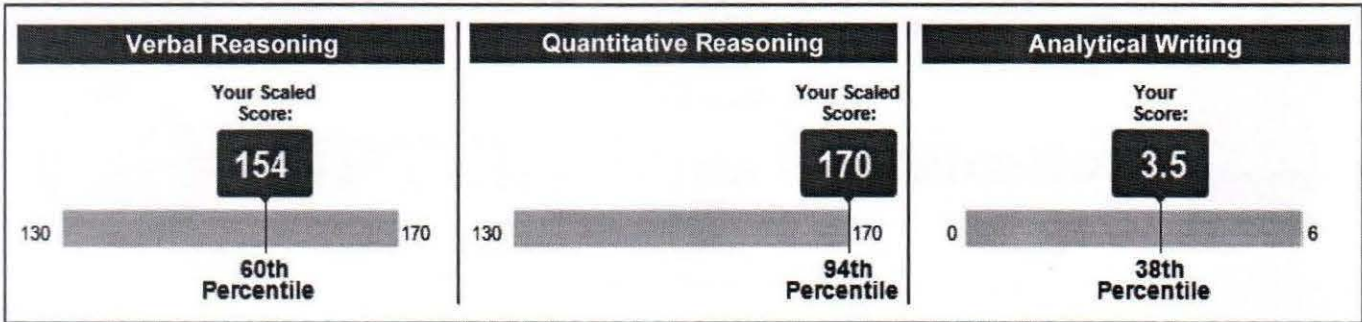 Verbal Reasoning
Your Scaled
Score:
154
130
170
60th
Percentile
Quantitative Reasoning
Your Scaled
Score:
170
130
170
94th
Percentile
Analytical Writing
Your
Score:
3.5
0
6
38th
Percentile